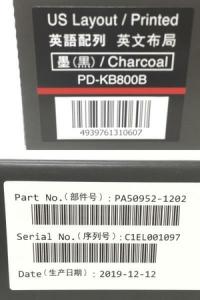 US Layout / Printed
英語配列 英文布局
墨(黒) / Charcoal
PD-KB800B
4939761310607
Part No.(部件号) : PA50952-1202
Serial No.(序列号) : C1EL001097
Date(生产日期) : 2019-12-12